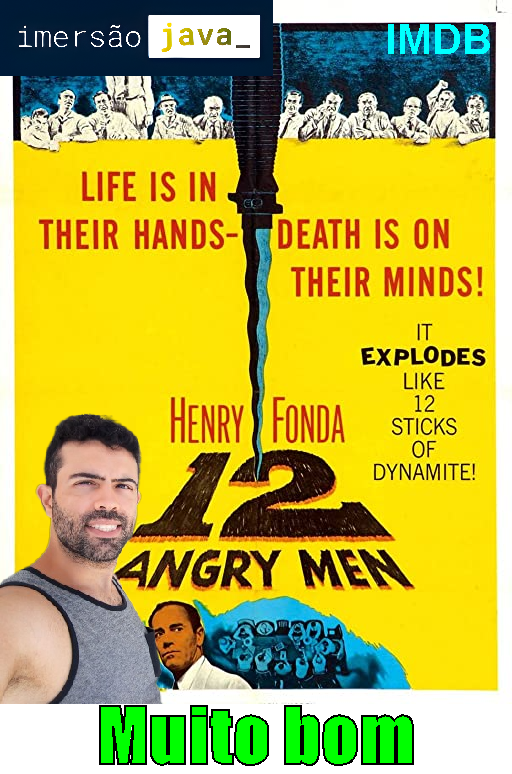 imersão java_
IMDB
LIFE IS IN
THEIR HANDS- DEATH IS ON
THEIR MINDS!
IT
EXPLODES
LIKE
12
STICKS
OF
DYNAMITE!
HENRY FONDA
12
ANGRY MEN
Muito bom